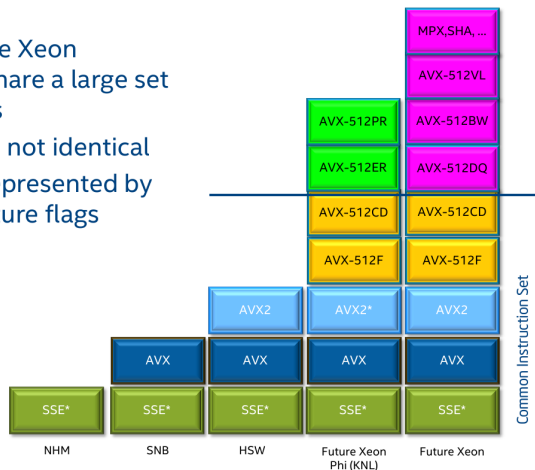 e Xeon
hare a large set
s
not identical
epresented by
ture flags
MPX,SHA, ...
AVX-512VL
AVX-512PR AVX-512BW
AVX-512ER AVX-512DQ
AVX-512CD AVX-512CD
AVX-512F AVX-512F
AVX2 AVX2* AVX2
AVX AVX AVX AVX
SSE* SSE* SSE* SSE* SSE*
NHM SNB HSW Future Xeon Future Xeon
Phi (KNL)
Common Instruction Set